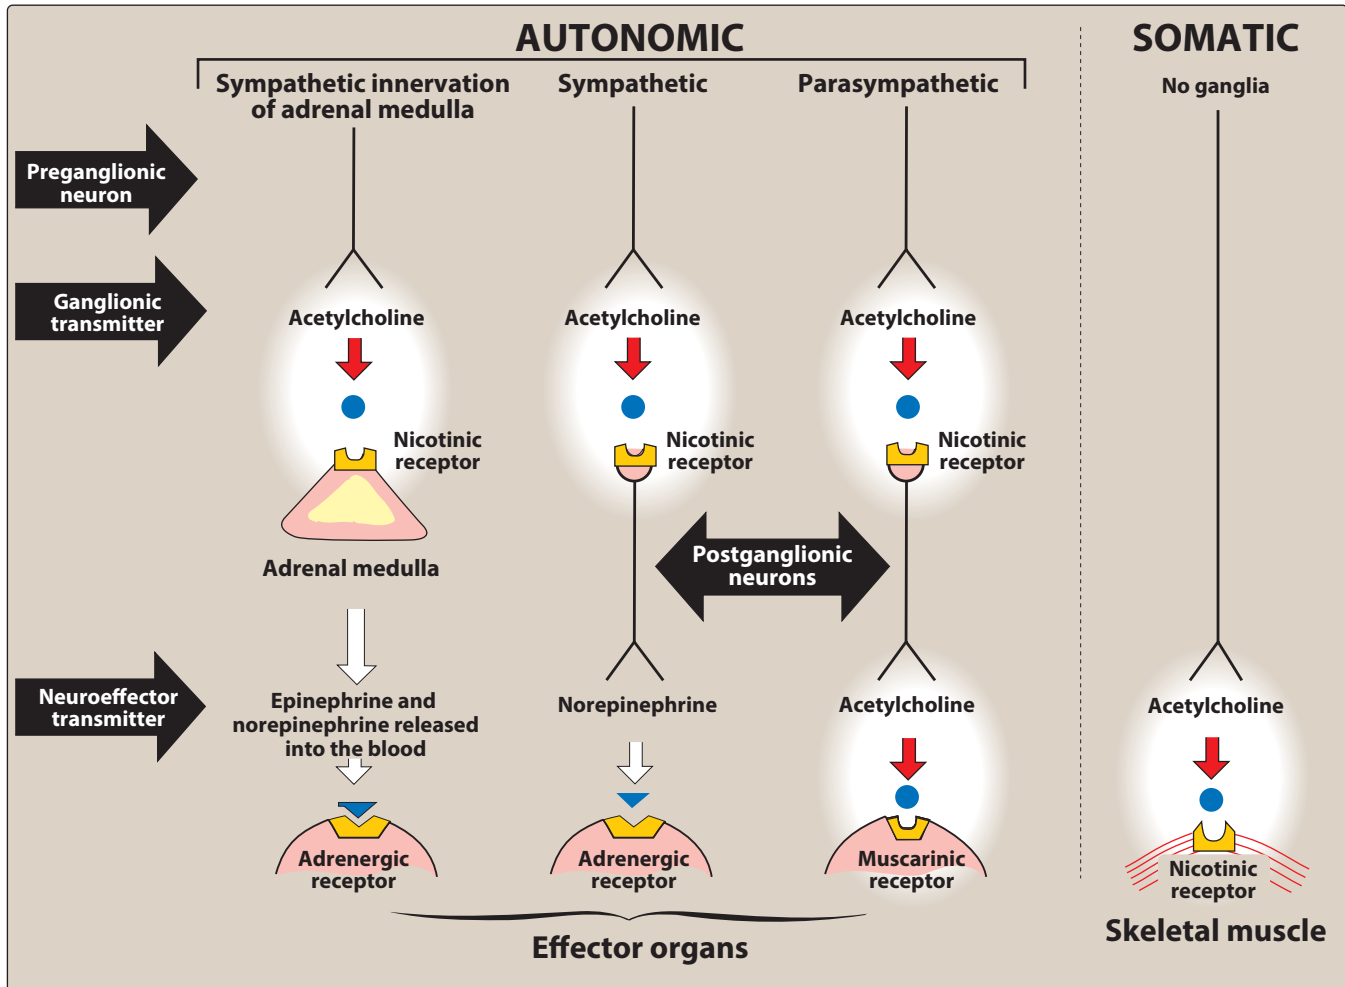 AUTONOMIC
SOMATIC
Sympathetic innervation
of adrenal medulla
Sympathetic
Parasympathetic
No ganglia
Preganglionic
neuron
Ganglionic
transmitter
Acetylcholine
Acetylcholine
Acetylcholine
Nicotinic
receptor
Nicotinic
receptor
Nicotinic
receptor
Adrenal medulla
Postganglionic
neurons
Neuroeffector
transmitter
Epinephrine and
norepinephrine released
into the blood
Norepinephrine
Acetylcholine
Acetylcholine
Adrenergic
receptor
Adrenergic
receptor
Muscarinic
receptor
Nicotinic
receptor
Effector organs
Skeletal muscle